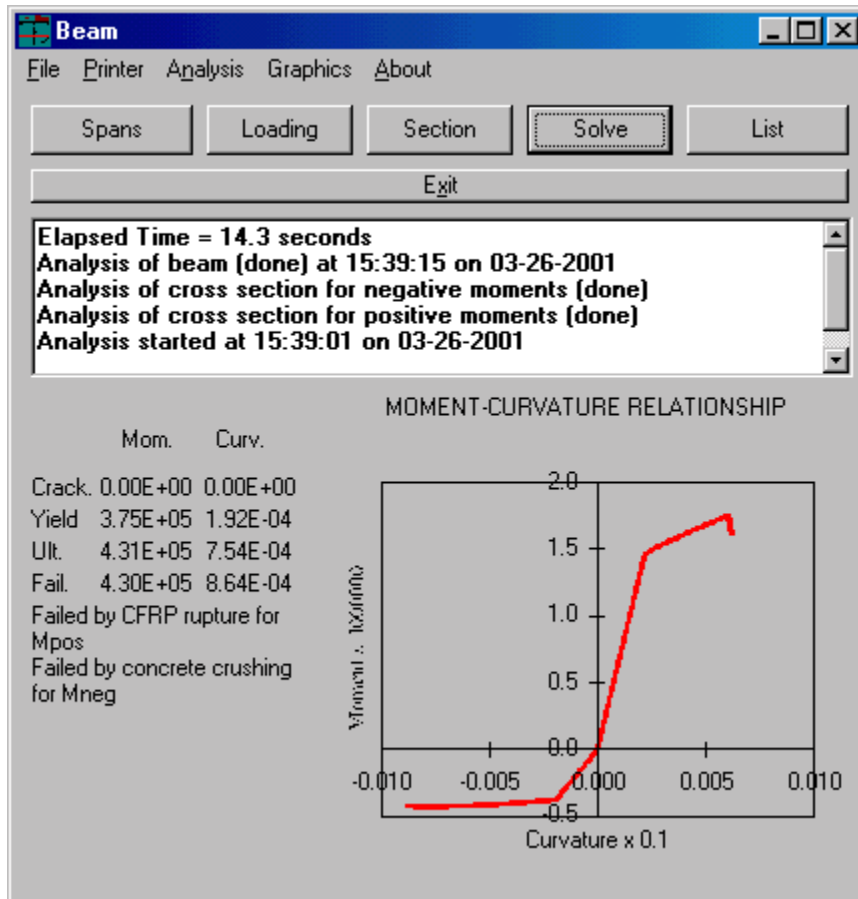 Beam
File Printer Analysis Graphics About
Spans Loading Section Solve List
Exit
Elapsed Time = 14.3 seconds
Analysis of beam (done) at 15:39:15 on 03-26-2001
Analysis of cross section for negative moments (done)
Analysis of cross section for positive moments (done)
Analysis started at 15:39:01 on 03-26-2001
MOMENT-CURVATURE RELATIONSHIP
Mom. Curv.
Crack. 0.00E+00 0.00E+00
Yield 3.75E+05 1.92E-04
Ult. 4.31E+05 7.54E-04
Fail. 4.30E+05 8.64E-04
Failed by CFRP rupture for
Mpos
Failed by concrete crushing
for Mneg
Moment x
2.0
1.5
1.0
0.5
0.0
-0.5
-0.010 -0.005 0.000 0.005 0.010
Curvature x 0.1